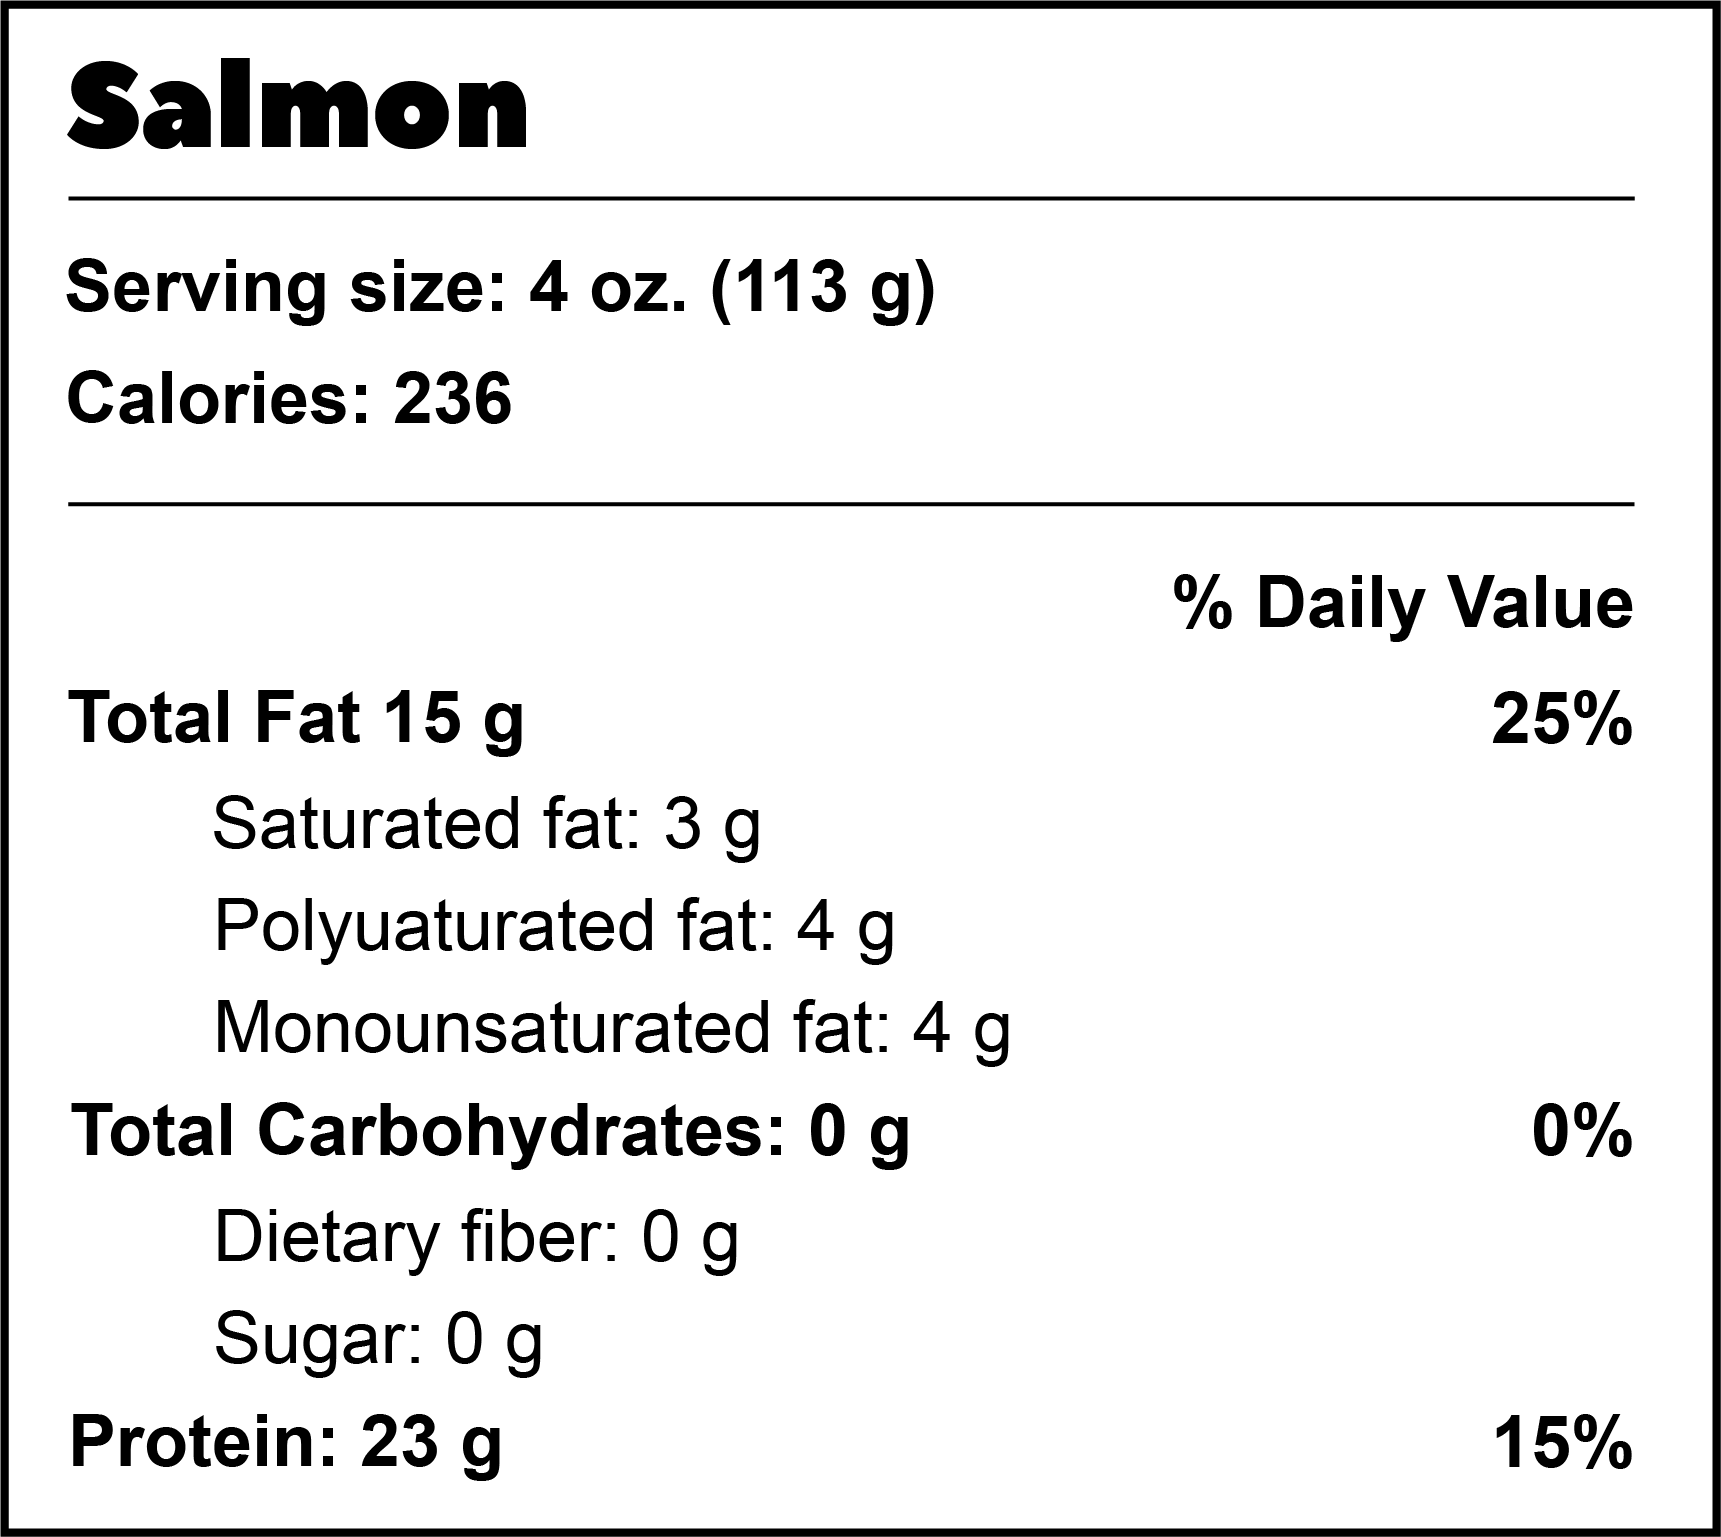 Salmon
Serving size: 4 oz. (113 g)
Calories: 236
% Daily Value
Total Fat 15 g 25%
Saturated fat: 3 g
Polyuaturated fat: 4 g
Monounsaturated fat: 4 g
Total Carbohydrates: 0 g 0%
Dietary fiber: 0 g
Sugar: 0 g
Protein: 23 g 15%